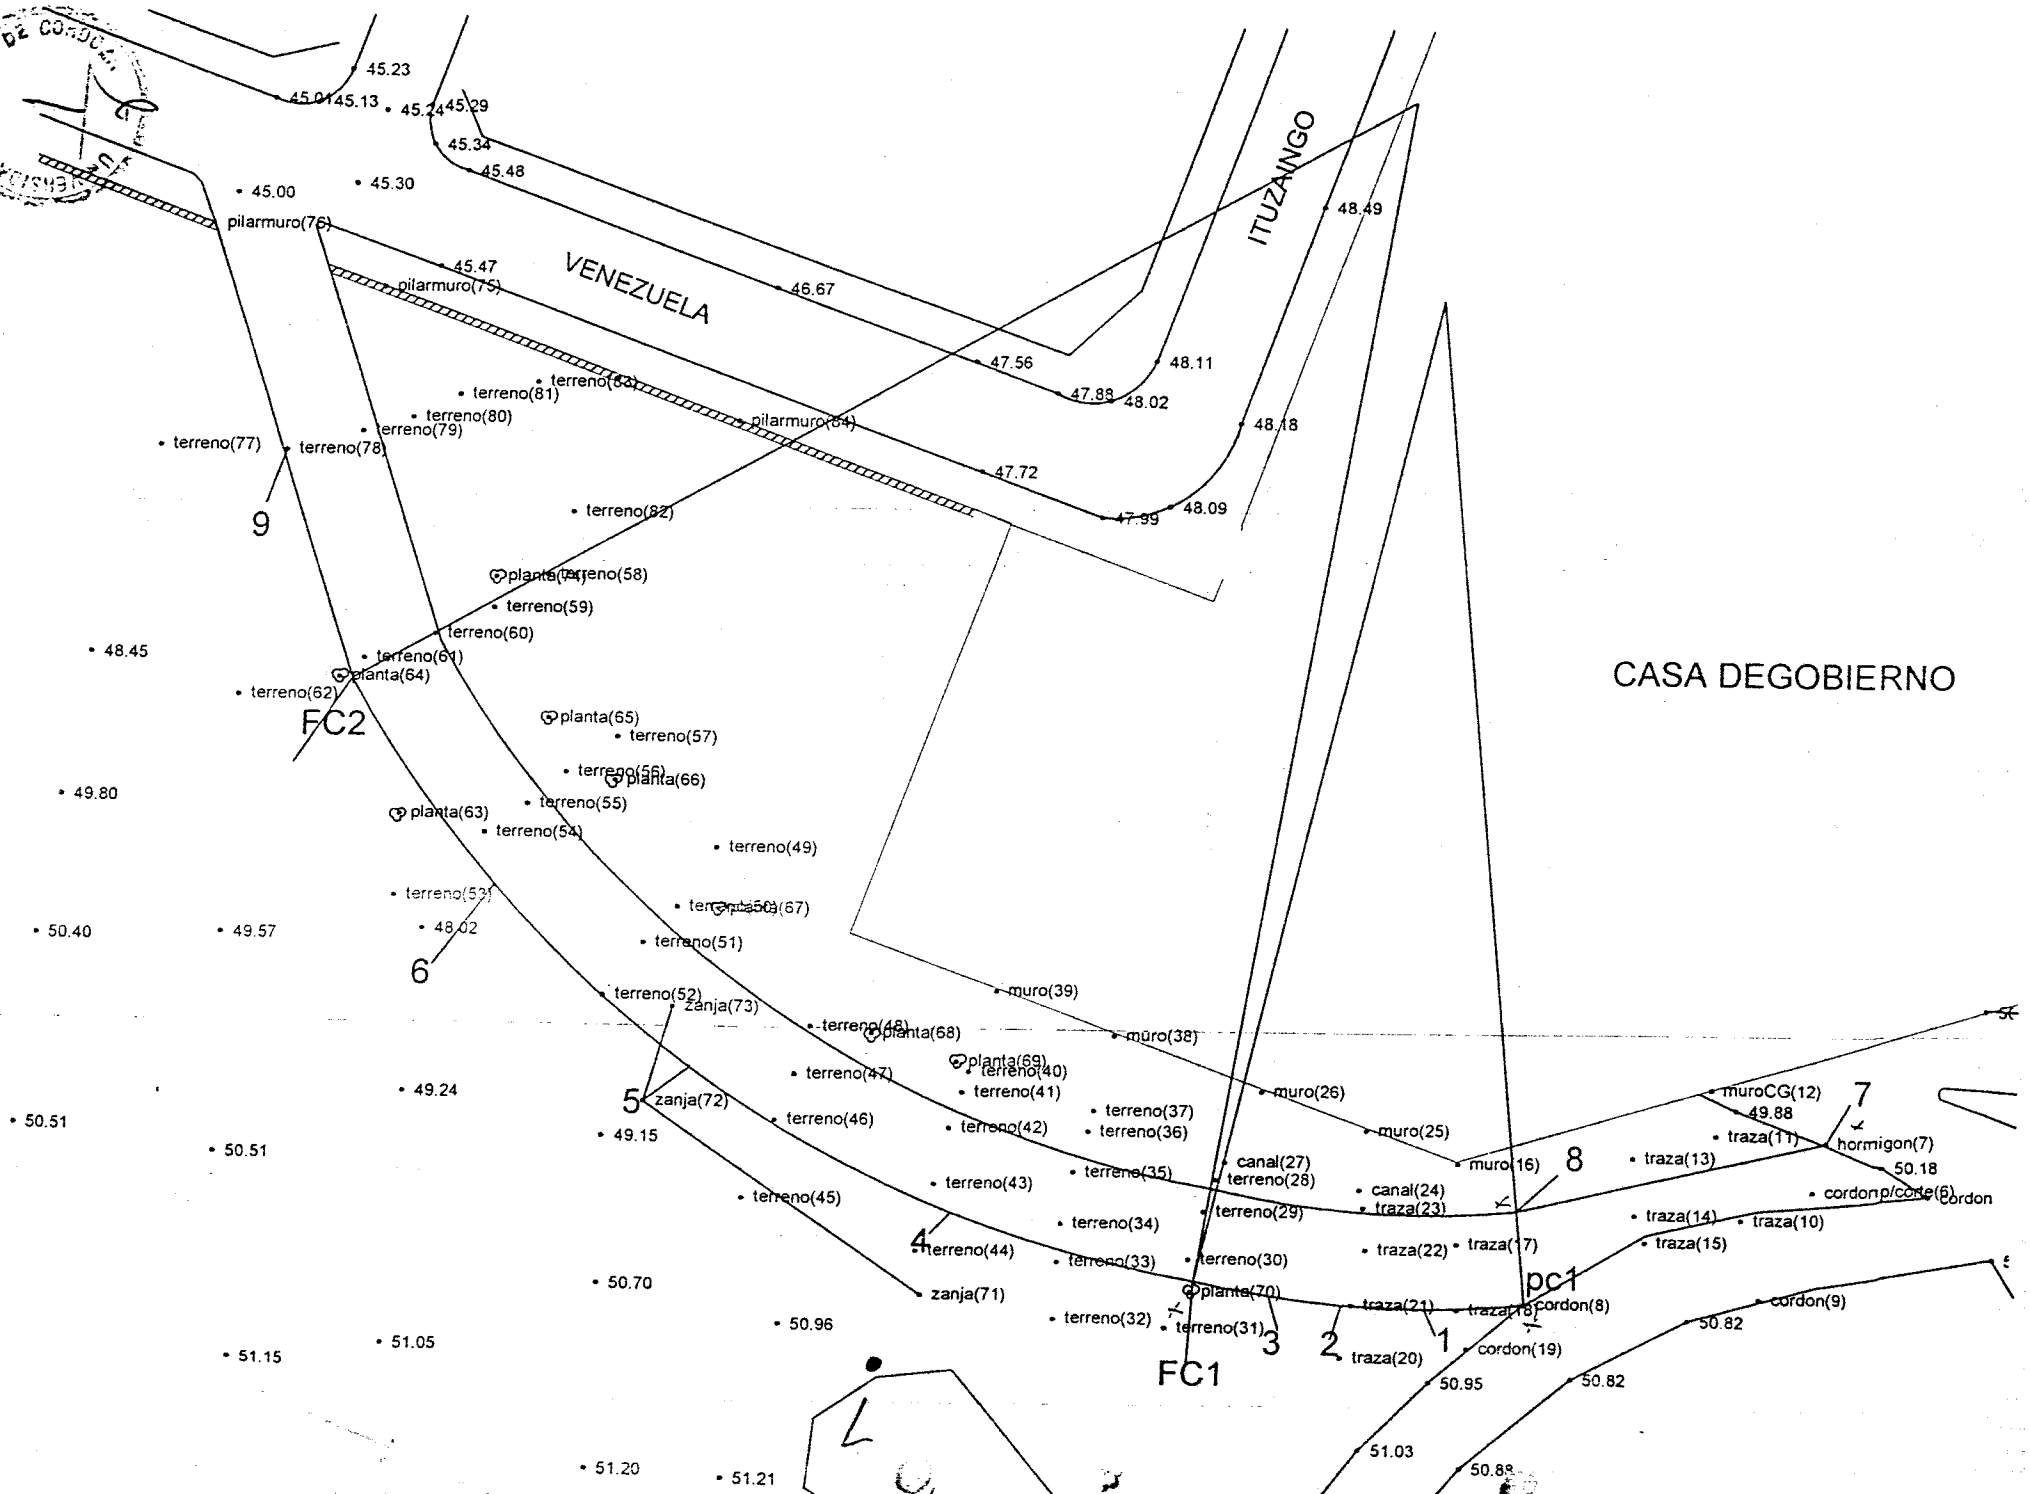 DE CORDOBA
45.23
45.01
45.13
45.24
45.29
45.34
45.48
45.00
45.30
pilarmuro(76)
48.49
ITUZAINGO
45.47
pilarmuro(75)
VENEZUELA
46.67
47.56
48.11
47.88
48.02
terreno(83)
terreno(81)
terreno(80)
terreno(79)
terreno(77)
terreno(78)
pilarmuro(84)
48.18
47.72
9
terreno(82)
47.99
48.09
planta(74)
terreno(58)
terreno(59)
terreno(60)
48.45
terreno(61)
planta(64)
terreno(62)
CASA DEGOBIERNO
FC2
planta(65)
terreno(57)
terreno(56)
planta(66)
49.80
terreno(55)
planta(63)
terreno(54)
terreno(49)
terreno(53)
terreno(50)
planta(67)
50.40
49.57
48.02
terreno(51)
6
terreno(52)
zanja(73)
muro(39)
terreno(48)
planta(68)
muro(38)
planta(69)
terreno(40)
terreno(47)
49.24
terreno(41)
muro(26)
muroCG(12)
7
5
zanja(72)
terreno(37)
49.88
50.51
terreno(46)
terreno(42)
terreno(36)
muro(25)
traza(11)
hormigon(7)
49.15
50.51
canal(27)
muro(16)
8
traza(13)
50.18
terreno(35)
terreno(28)
terreno(43)
canal(24)
cordonp/corte(6)
cordon
terreno(45)
traza(23)
terreno(29)
terreno(34)
traza(14)
traza(10)
4
terreno(44)
traza(22)
traza(17)
traza(15)
terreno(33)
terreno(30)
50.70
zanja(71)
planta(70)
pc1
traza(21)
traza(18)
cordon(8)
cordon(9)
50.96
terreno(32)
terreno(31)
3
2
1
50.82
51.05
51.15
cordon(19)
traza(20)
FC1
50.95
50.82
51.03
51.20
51.21
50.88